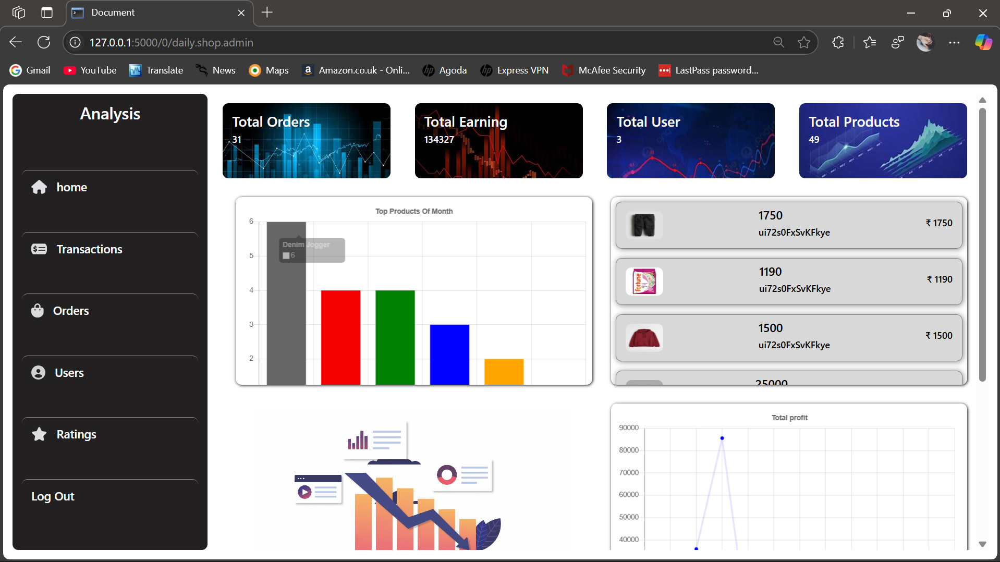 Document
127.0.0.1:5000/0/daily.shop.admin
Gmail
YouTube
Translate
News
Maps
Amazon.co.uk - Onli...
Agoda
Express VPN
McAfee Security
LastPass password...
Analysis
home
Transactions
Orders
Users
Ratings
Log Out
Total Orders
31
Total Earning
134327
Total User
3
Total Products
49
Top Products Of Month
6
5
4
3
2
Denim Jogger
6
1750
ui72s0FxSvKFkye
₹ 1750
fortune
1190
ui72s0FxSvKFkye
₹ 1190
1500
ui72s0FxSvKFkye
₹ 1500
25000
Total profit
90000
80000
70000
60000
50000
40000